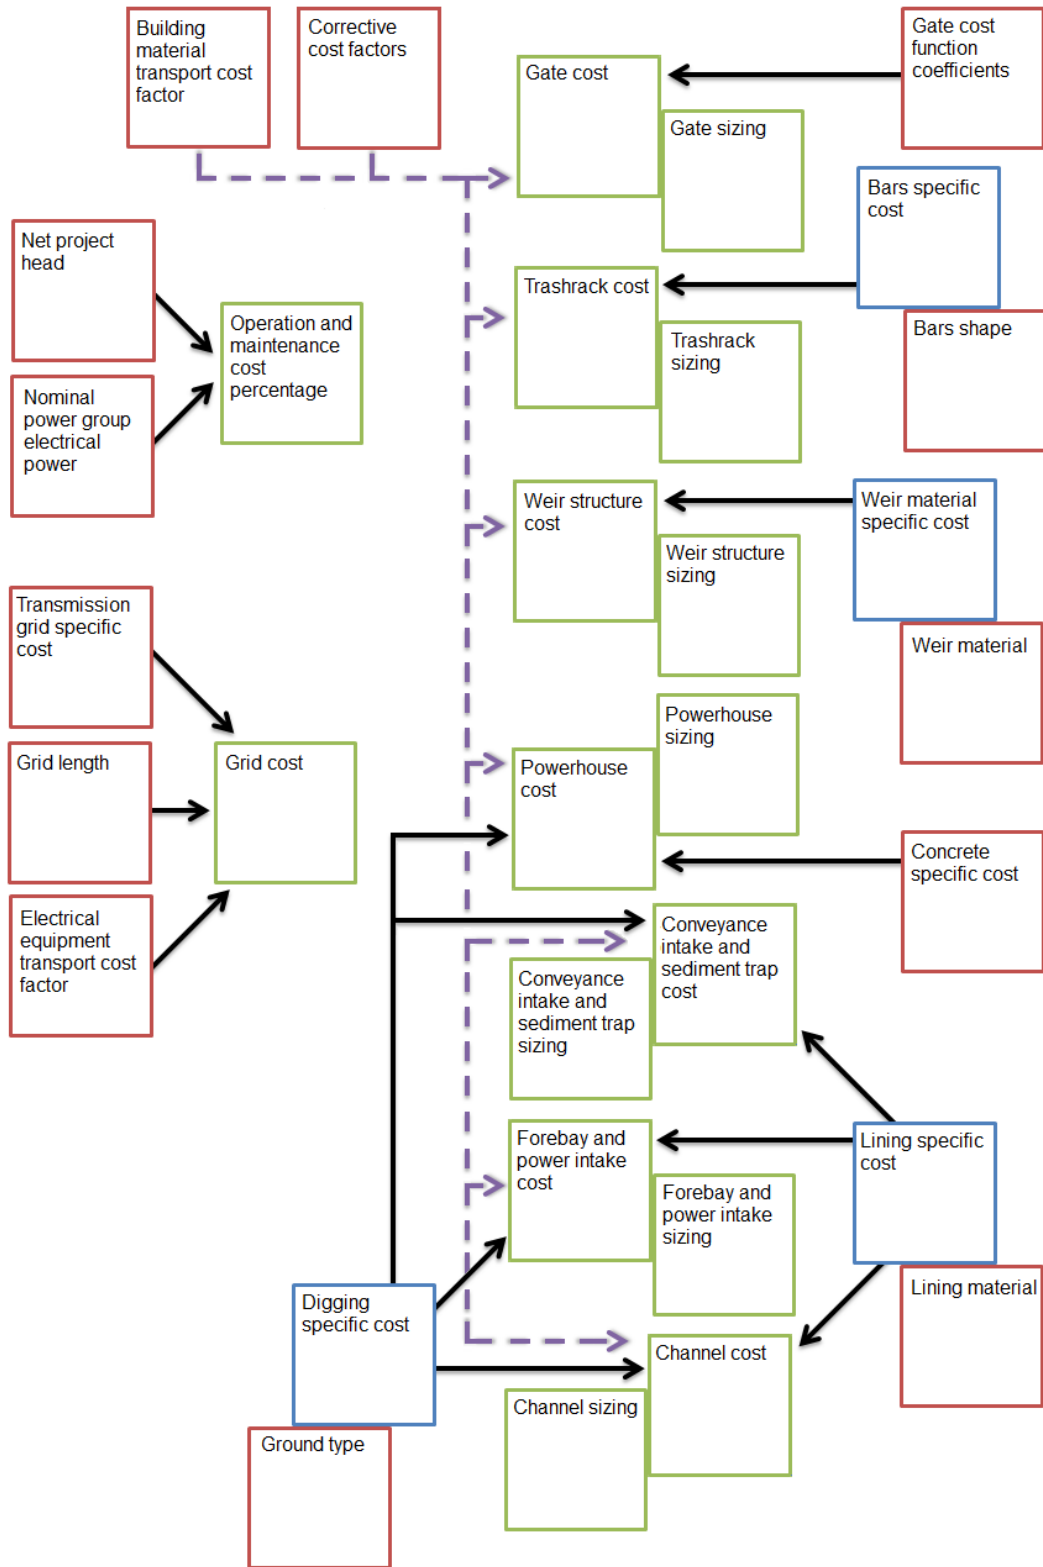 Building
material
transport cost
factor
Corrective
cost factors
Gate cost
Gate cost
function
coefficients
Gate sizing
Bars specific
cost
Net project
head
Trashrack cost
Operation and
maintenance
cost
percentage
Trashrack
sizing
Bars shape
Nominal
power group
electrical
power
Weir structure
cost
Weir material
specific cost
Weir structure
sizing
Transmission
grid specific
cost
Weir material
Powerhouse
sizing
Grid length
Grid cost
Powerhouse
cost
Concrete
specific cost
Electrical
equipment
transport cost
factor
Conveyance
intake and
sediment trap
cost
Conveyance
intake and
sediment trap
sizing
Forebay and
power intake
cost
Lining specific
cost
Forebay and
power intake
sizing
Digging
specific cost
Lining material
Channel cost
Channel sizing
Ground type